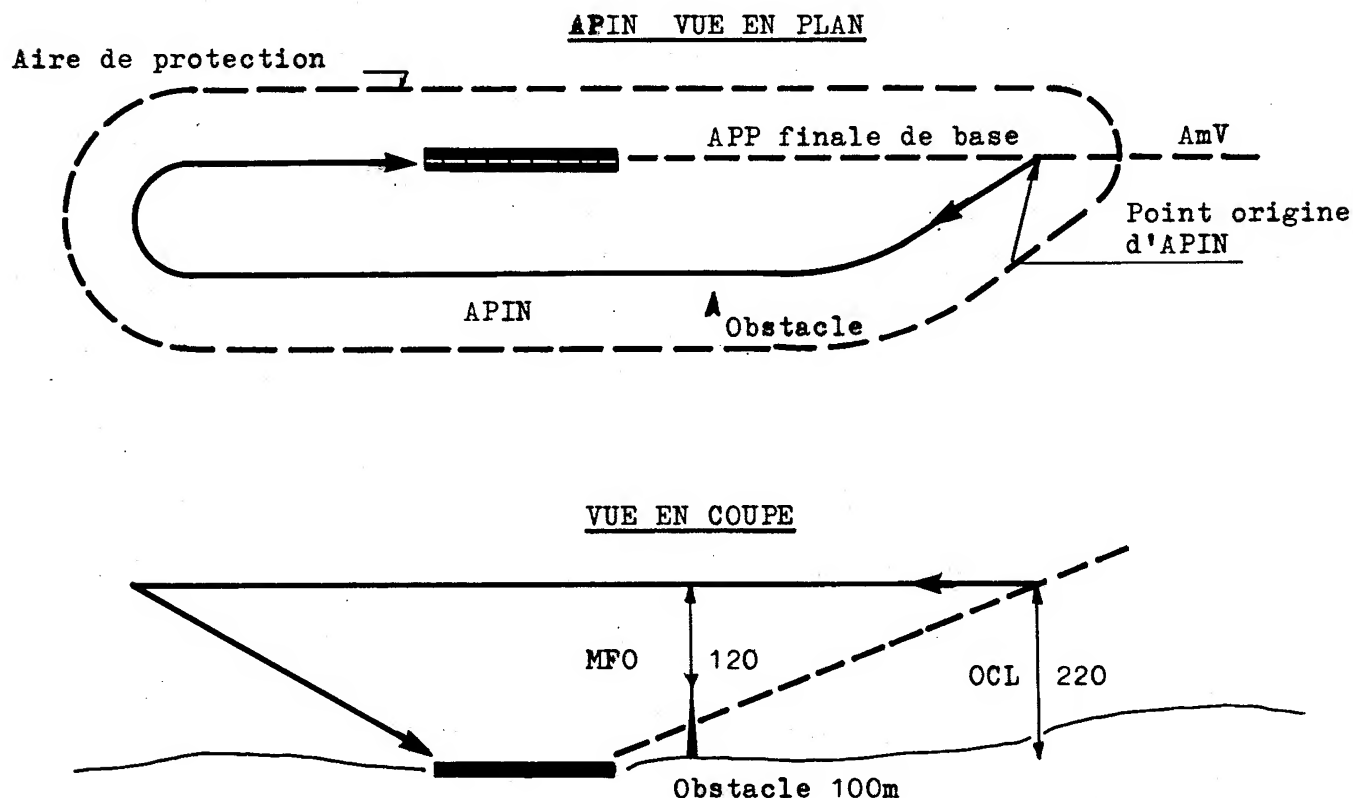 APIN VUE EN PLAN
Aire de protection
APP finale de base
AmV
Point origine
d'APIN
APIN
Obstacle
VUE EN COUPE
MFO 120
OCL 220
Obstacle 100m